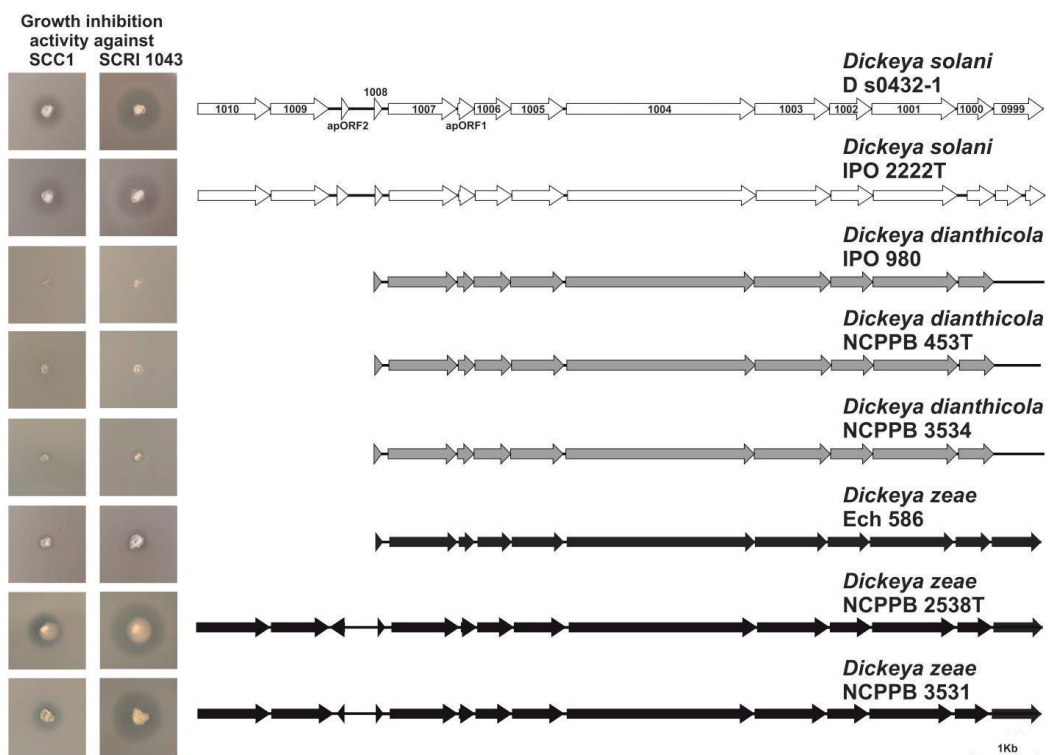 Growth inhibition
activity against
SCC1 SCRI 1043
Dickeya solani
D s0432-1
1010 1009 apORF2 1008 1007 apORF1 1006 1005 1004 1003 1002 1001 1000 0999
Dickeya solani
IPO 2222T
Dickeya dianthicola
IPO 980
Dickeya dianthicola
NCPPB 453T
Dickeya dianthicola
NCPPB 3534
Dickeya zeae
Ech 586
Dickeya zeae
NCPPB 2538T
Dickeya zeae
NCPPB 3531
1Kb